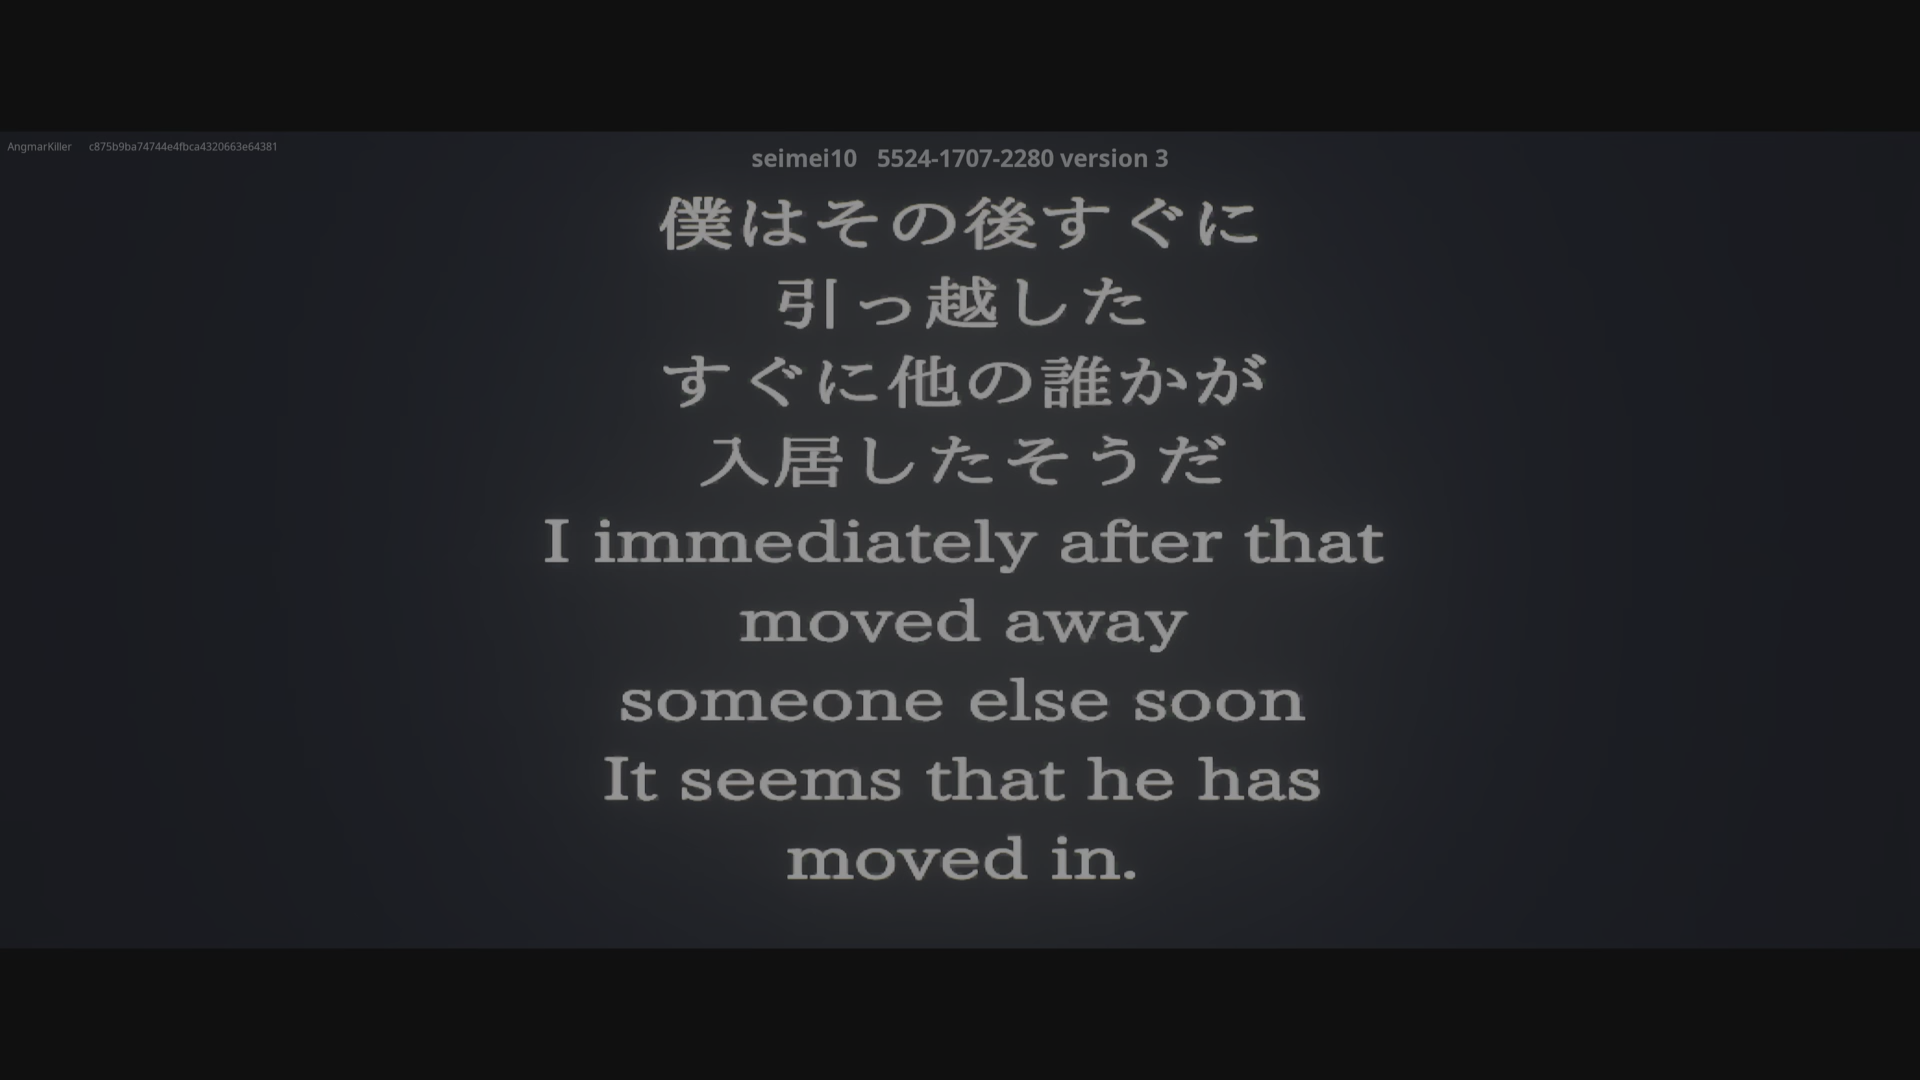 AngmarKiller c875b9ba74744e4fbca4320663e64381
seimei10 5524-1707-2280 version 3
僕はその後すぐに
引っ越した
すぐに他の誰かが
入居したそうだ
I immediately after that
moved away
someone else soon
It seems that he has
moved in.